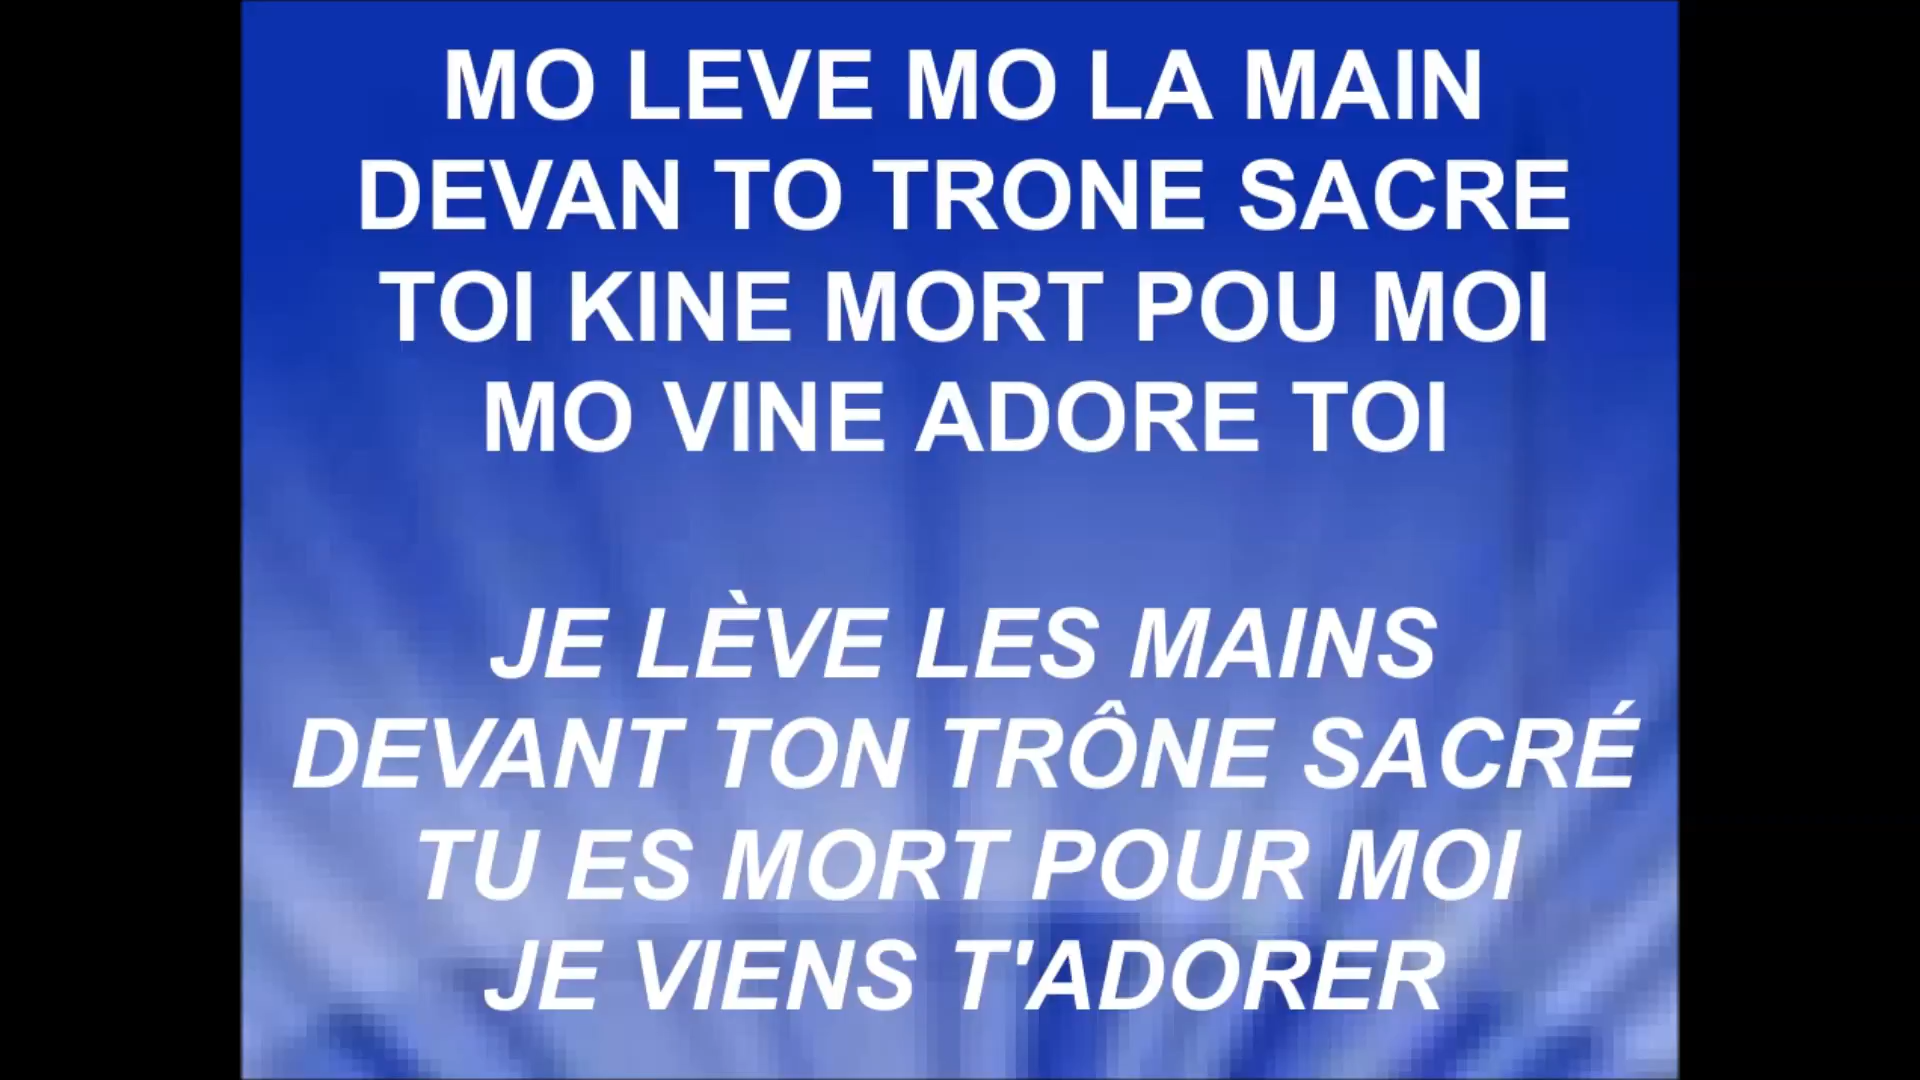 MO LEVE MO LA MAIN
DEVAN TO TRONE SACRE
TOI KINE MORT POU MOI
MO VINE ADORE TOI
JE LÈVE LES MAINS
DEVANT TON TRÔNE SACRÉ
TU ES MORT POUR MOI
JE VIENS T'ADORER